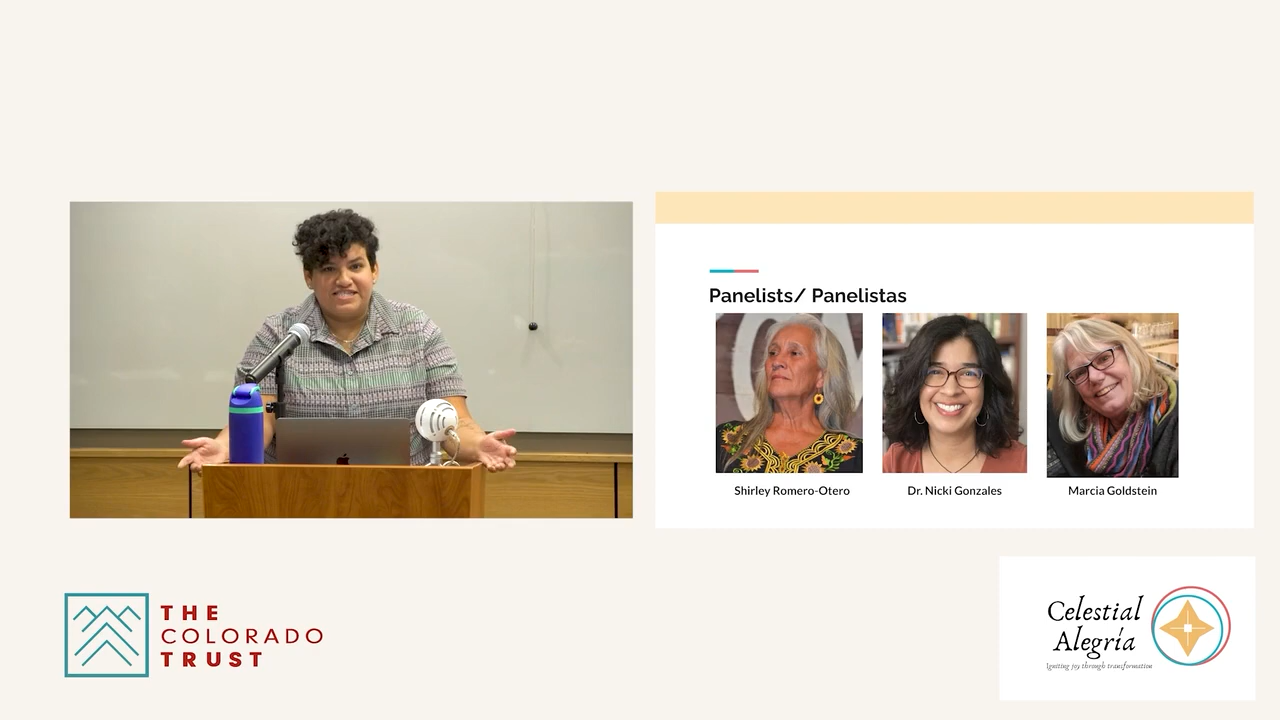 Panelists/ Panelistas
Shirley Romero-Otero
Dr. Nicki Gonzales
Marcia Goldstein
THE
COLORADO
TRUST
Celestial
Alegría
Igniting joy through transformation